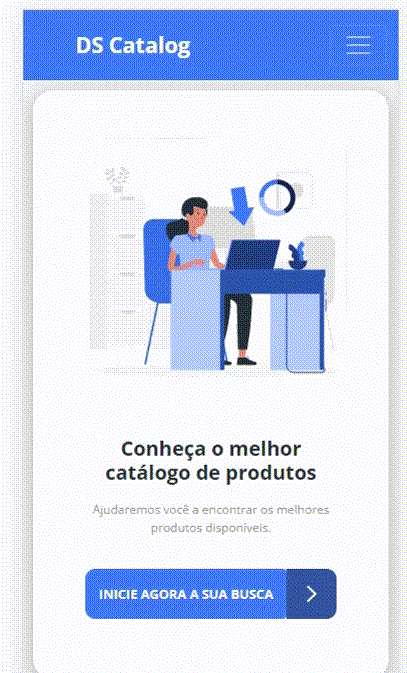 DS Catalog
Conheça o melhor
catálogo de produtos
Ajudaremos você a encontrar os melhores
produtos disponíveis.
INICIE AGORA A SUA BUSCA